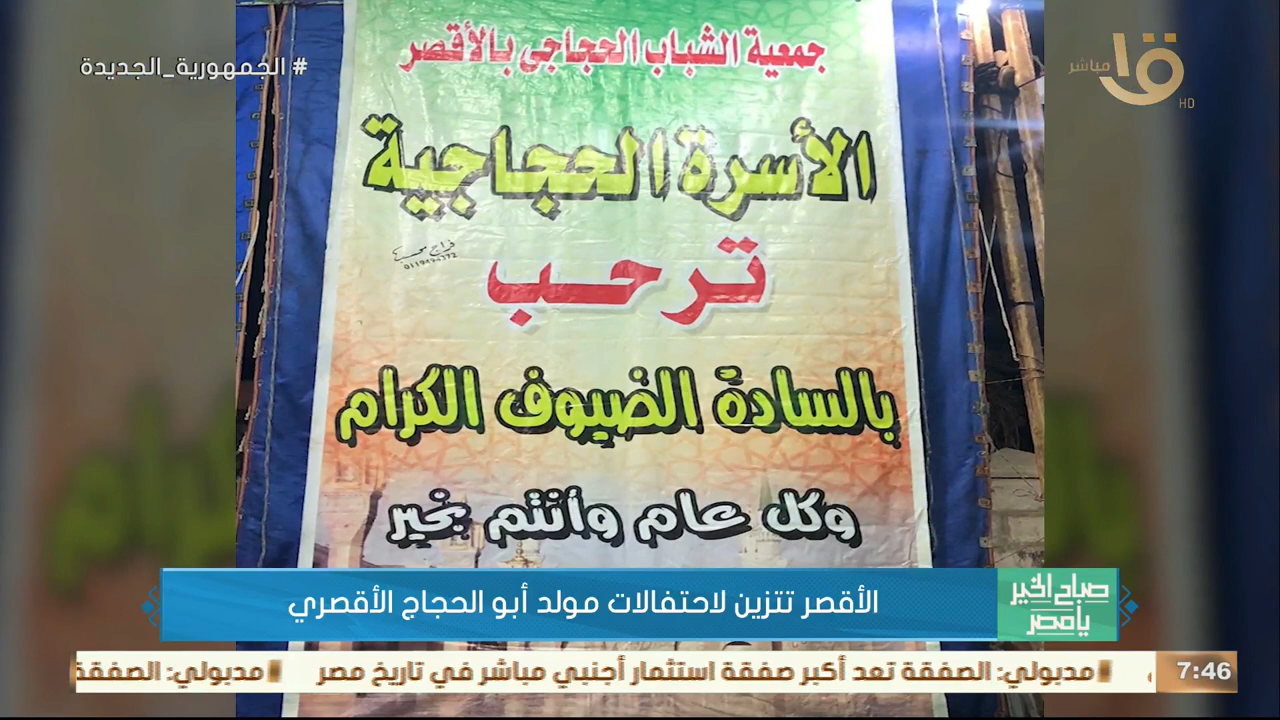 # الجمهورية_الجديدة
مباشر
HD
جمعية الشباب الحجاجى بالأقصر
الأسرة الحجاجية
ترحب
بالسادة الضيوف الكرام
وكل عام وأنتم بخير
صباح الخير
يا مصر
الأقصر تتزين لاحتفالات مولد أبو الحجاج الأقصري
7:46
مدبولي: الصفقة تعد أكبر صفقة استثمار أجنبي مباشر في تاريخ مصر
مدبولي: الصفقة